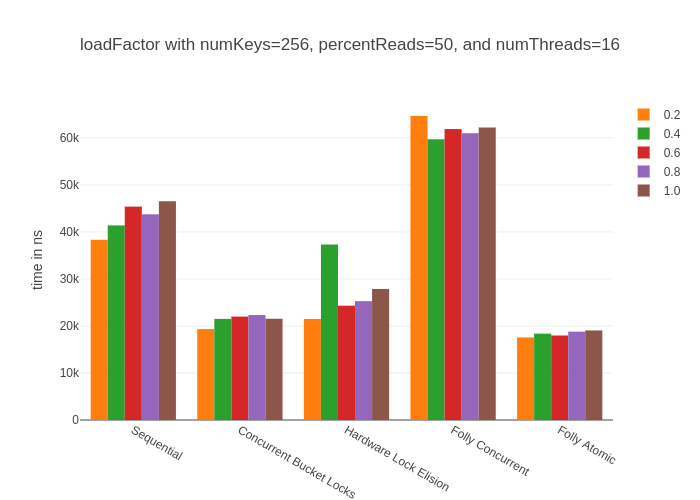 loadFactor with numKeys=256, percentReads=50, and numThreads=16
0.2
0.4
0.6
0.8
1.0
time in ns
60k
50k
40k
30k
20k
10k
0
Sequential
Concurrent Bucket Locks
Hardware Lock Elision
Folly Concurrent
Folly Atomic